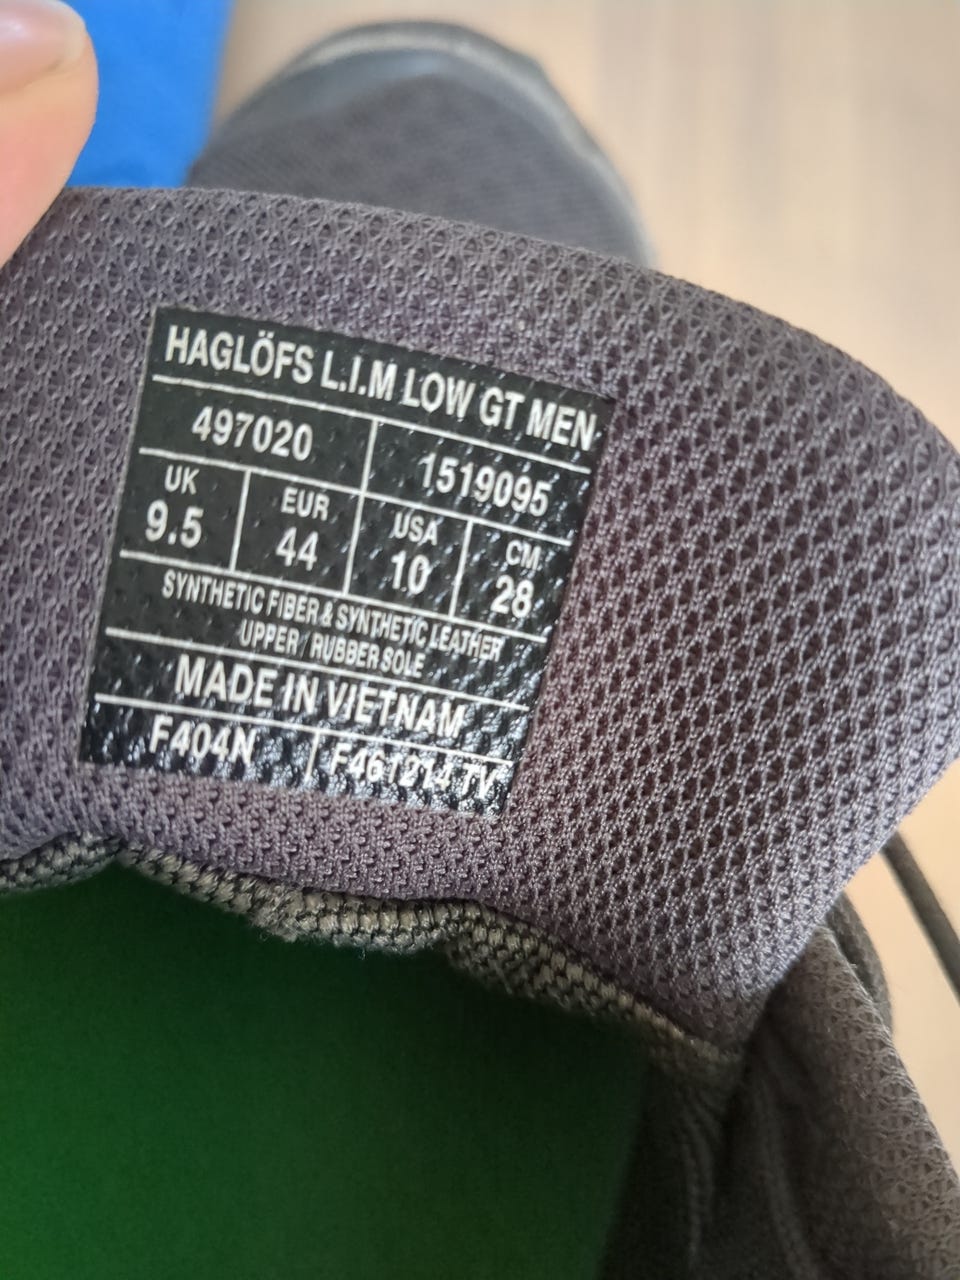 HAGLÖFS L.I.M LOW GT MEN
497020 1519095
UK EUR USA CM
9.5 44 10 28
SYNTHETIC FIBER & SYNTHETIC LEATHER
UPPER / RUBBER SOLE
MADE IN VIETNAM
F404N F461214 7V